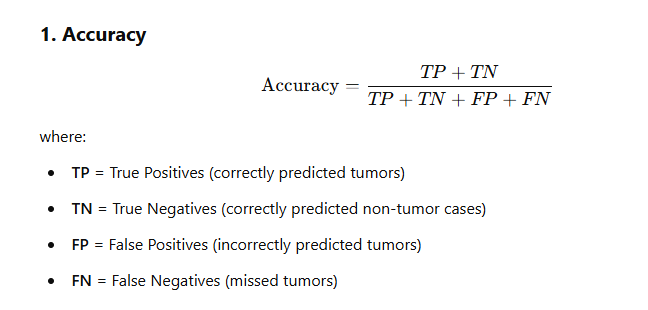 1. Accuracy
Accuracy = \frac{TP + TN}{TP + TN + FP + FN}
where:
• TP = True Positives (correctly predicted tumors)
• TN = True Negatives (correctly predicted non-tumor cases)
• FP = False Positives (incorrectly predicted tumors)
• FN = False Negatives (missed tumors)